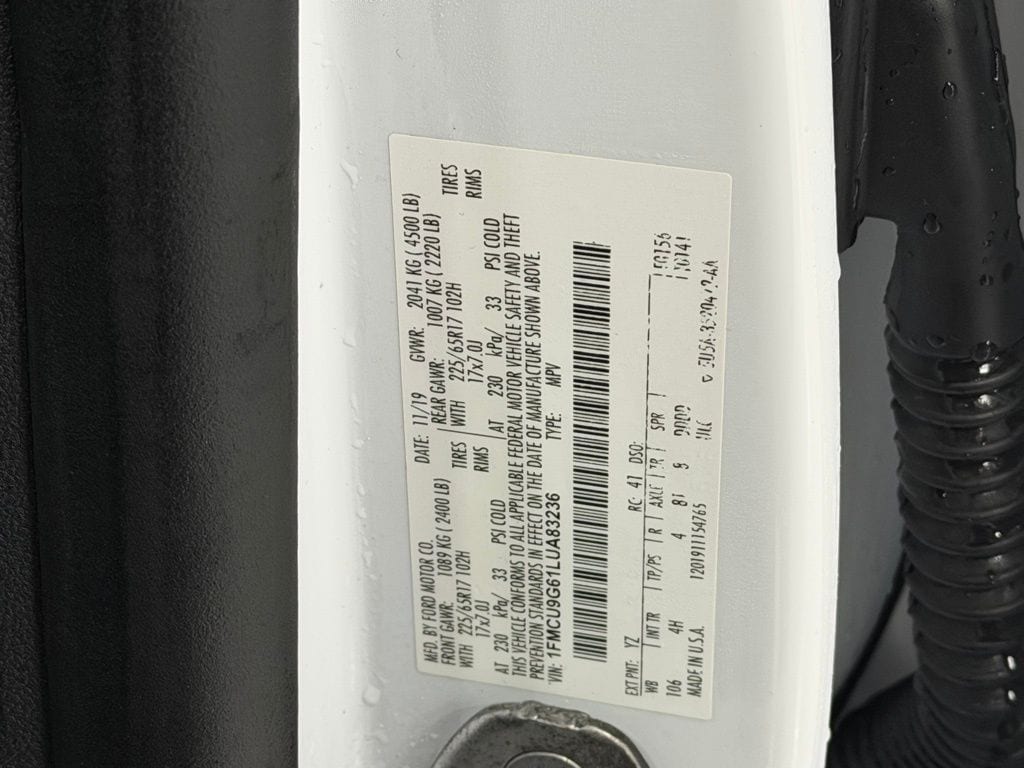 MFD. BY FORD MOTOR CO.
DATE: 11/19 GVWR: 2041 KG ( 4500 LB)
FRONT GAWR: 1089 KG ( 2400 LB) REAR GAWR: 1007 KG ( 2220 LB)
WITH 225/65R17 102H TIRES WITH 225/65R17 102H TIRES
17x7.0J RIMS 17x7.0J RIMS
AT 230 kPa/ 33 PSI COLD AT 230 kPa/ 33 PSI COLD
THIS VEHICLE CONFORMS TO ALL APPLICABLE FEDERAL MOTOR VEHICLE SAFETY AND THEFT
PREVENTION STANDARDS IN EFFECT ON THE DATE OF MANUFACTURE SHOWN ABOVE.
VIN: 1FMCU9G61LUA83236 TYPE: MPV
EXT PNT: YZ RC: 41 DSO:
WB INT TR TP/PS R AXLE TR SPR
106 4H 4 8
MADE IN U.S.A. 120191154765